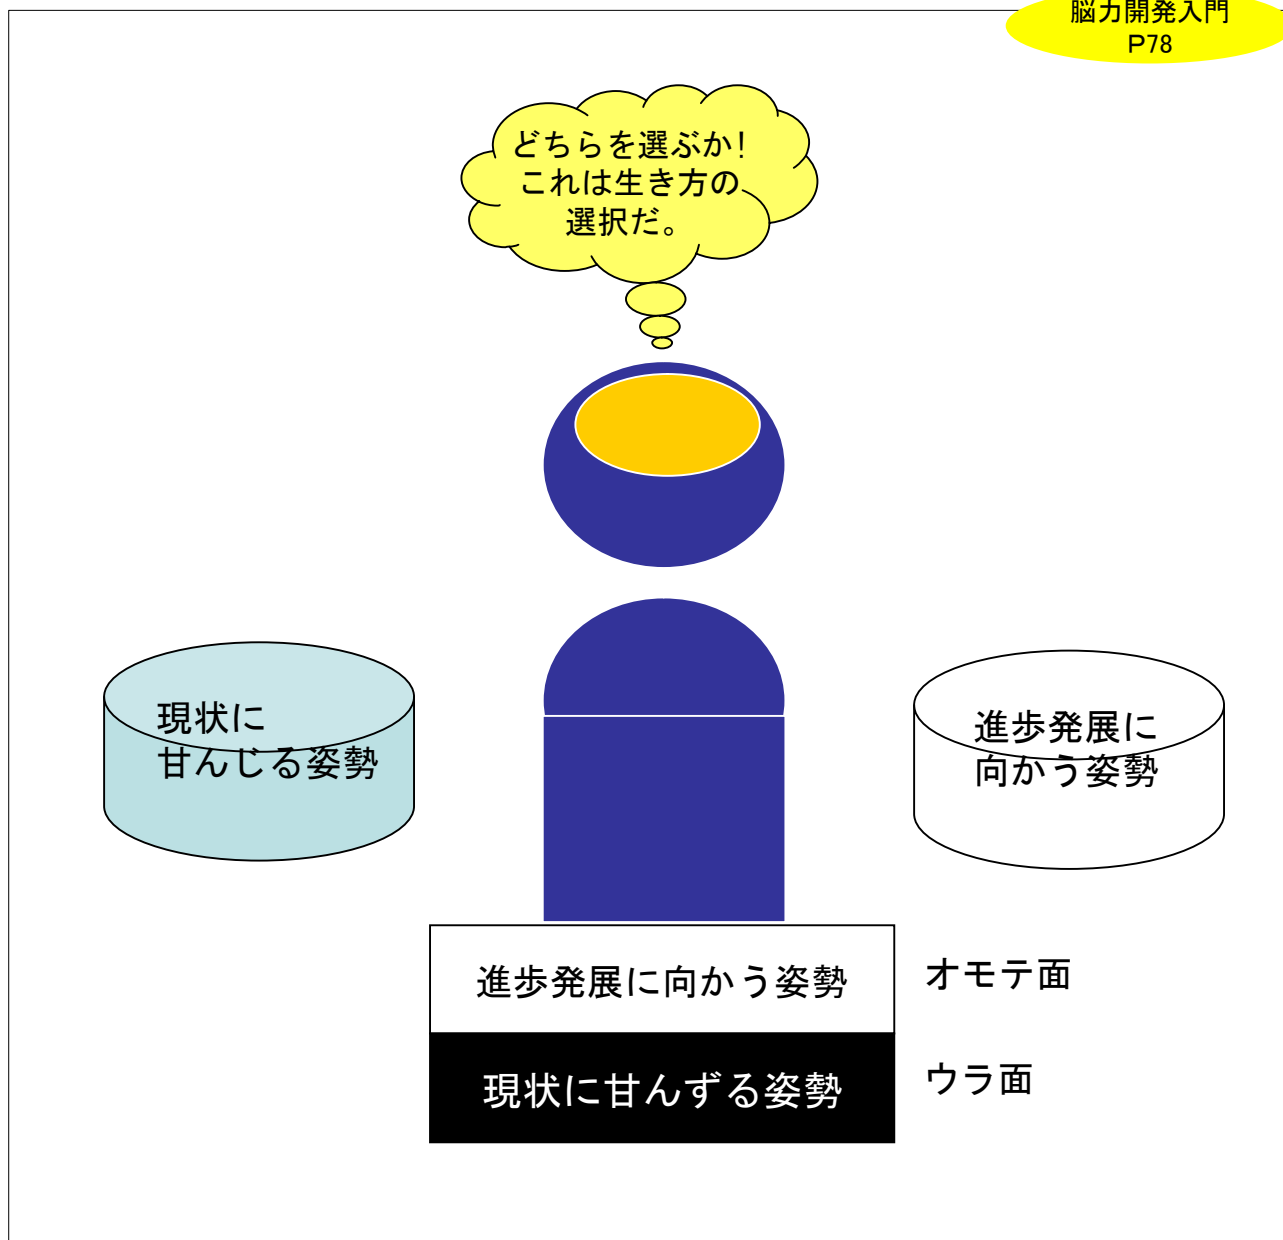 脳力開発入門
P78
どちらを選ぶか!
これは生き方の
選択だ。
現状に
甘んじる姿勢
進歩発展に
向かう姿勢
進歩発展に向かう姿勢
オモテ面
現状に甘んずる姿勢
ウラ面